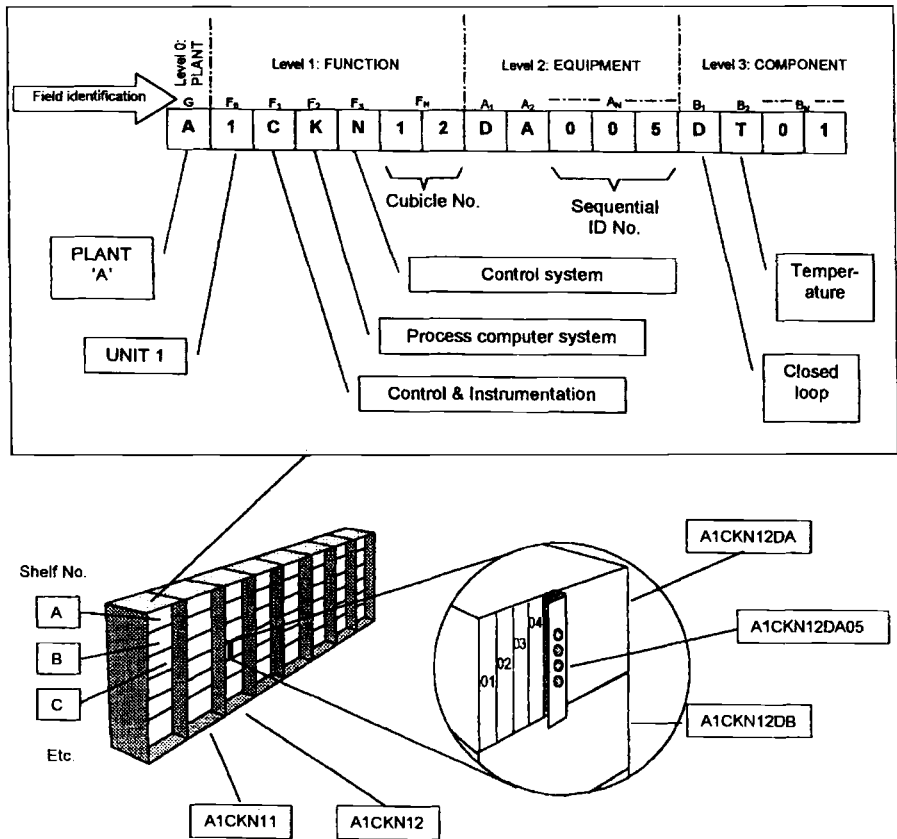 Level 0:
PLANT
Level 1: FUNCTION
Level 2: EQUIPMENT
Level 3: COMPONENT
Field identification
G F₀ F₁ F₂ F₃ F_N A₁ A₂ A_N B₁ B₂ B_N
A 1 C K N 1 2 D A 0 0 5 D T 0 1
Cubicle No.
Sequential
ID No.
PLANT
'A'
Control system
Temper-
ature
UNIT 1
Process computer system
Closed
loop
Control & Instrumentation
Shelf No.
A
B
C
Etc.
01
02
03
04
A1CKN12DA
A1CKN12DA05
A1CKN12DB
A1CKN11
A1CKN12